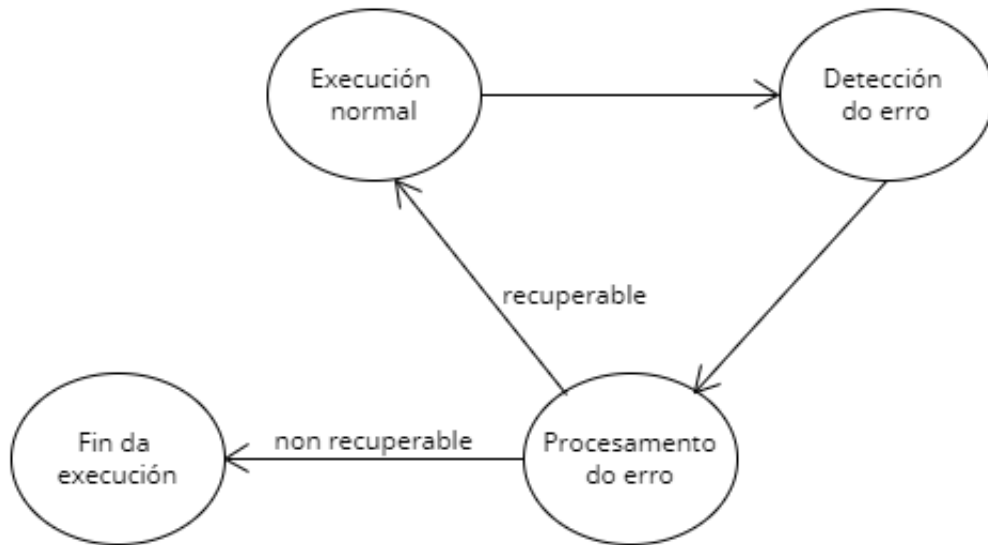 Execución
normal
Detección
do erro
recuperable
Fin da
execución
non recuperable
Procesamento
do erro